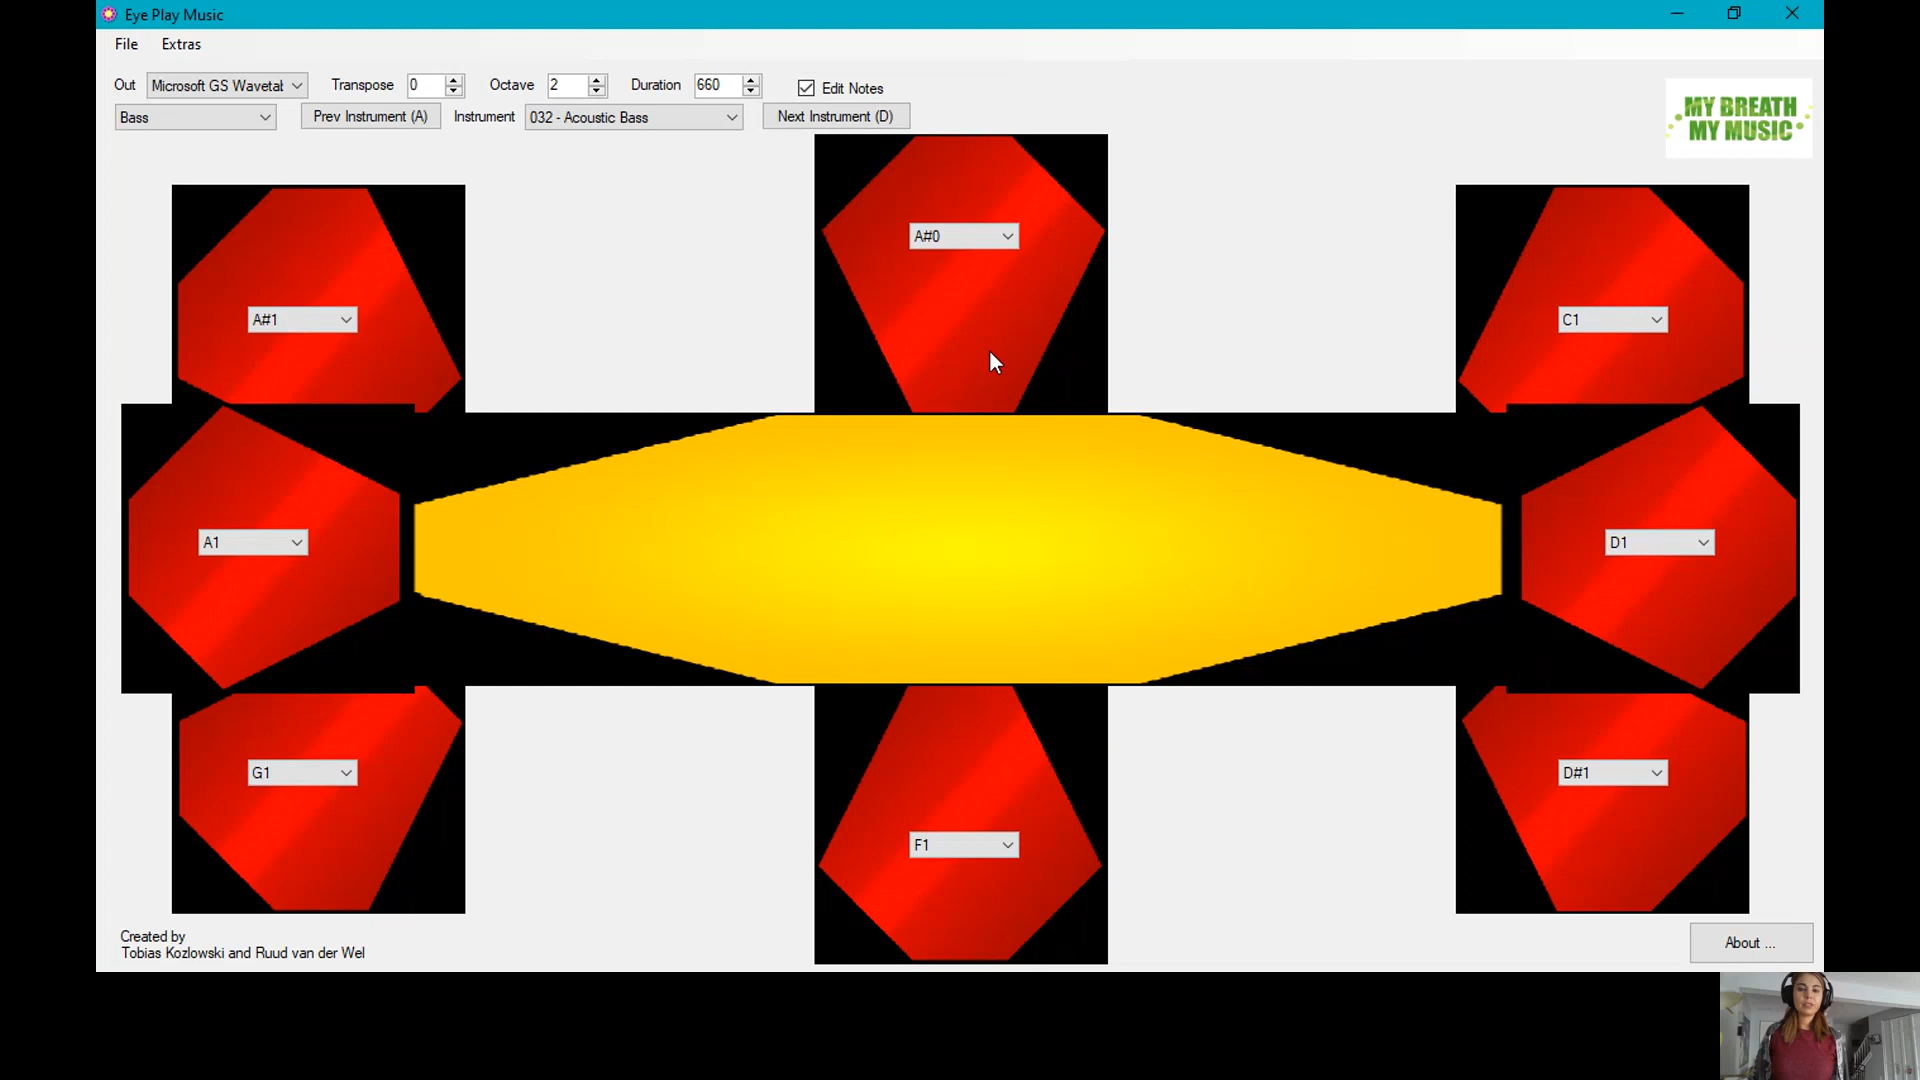 Eye Play Music
File Extras
Out Microsoft GS Wavetal Transpose 0 Octave 2 Duration 660 Edit Notes
Bass Prev Instrument (A) Instrument 032 - Acoustic Bass Next Instrument (D)
MY BREATH
MY MUSIC
A#0
A#1
C1
A1
D1
G1
D#1
F1
Created by
Tobias Kozlowski and Ruud van der Wel
About ...